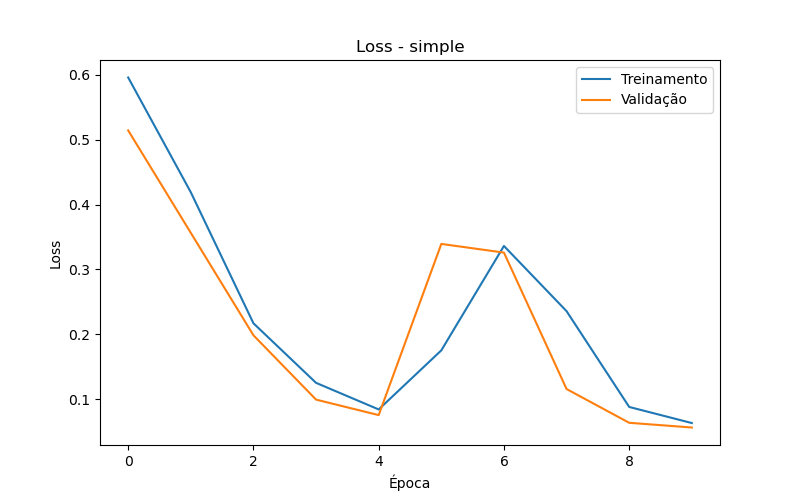 Loss - simple
Treinamento
Validação
0.6
0.5
0.4
0.3
0.2
0.1
Loss
0 2 4 6 8
Época